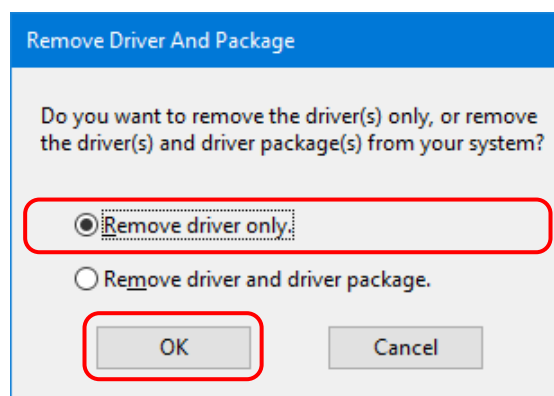 Remove Driver And Package
Do you want to remove the driver(s) only, or remove
the driver(s) and driver package(s) from your system?
Remove driver only.
Remove driver and driver package.
OK
Cancel